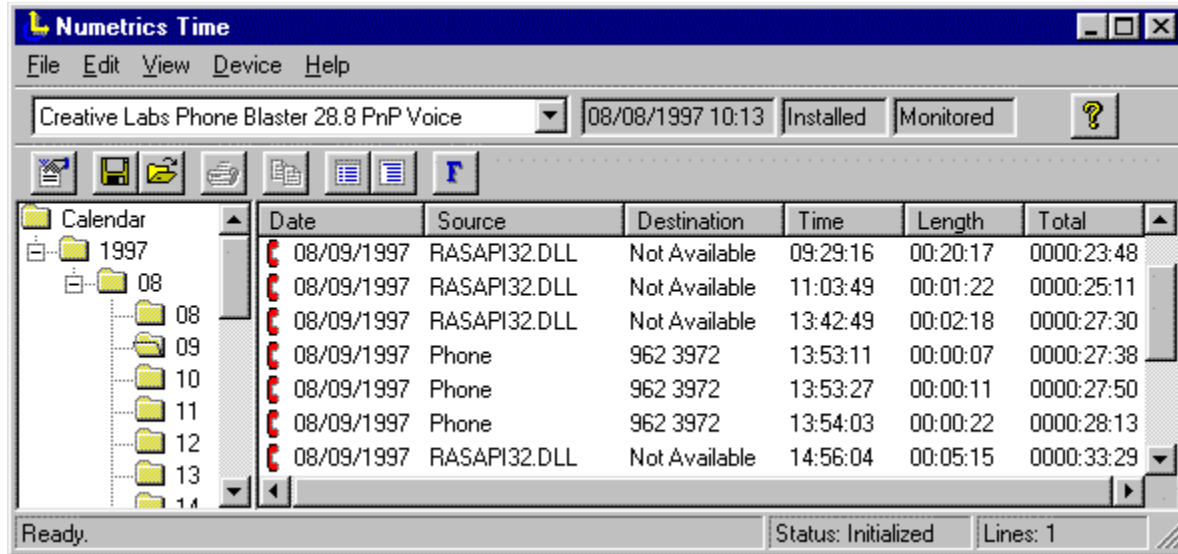 Numetrics Time
File Edit View Device Help
Creative Labs Phone Blaster 28.8 PnP Voice 08/08/1997 10:13 Installed Monitored ?
F
Calendar
1997
08
08
09
10
11
12
13
14
Date Source Destination Time Length Total
08/09/1997 RASAPI32.DLL Not Available 09:29:16 00:20:17 0000:23:48
08/09/1997 RASAPI32.DLL Not Available 11:03:49 00:01:22 0000:25:11
08/09/1997 RASAPI32.DLL Not Available 13:42:49 00:02:18 0000:27:30
08/09/1997 Phone 962 3972 13:53:11 00:00:07 0000:27:38
08/09/1997 Phone 962 3972 13:53:27 00:00:11 0000:27:50
08/09/1997 Phone 962 3972 13:54:03 00:00:22 0000:28:13
08/09/1997 RASAPI32.DLL Not Available 14:56:04 00:05:15 0000:33:29
Ready. Status: Initialized Lines: 1